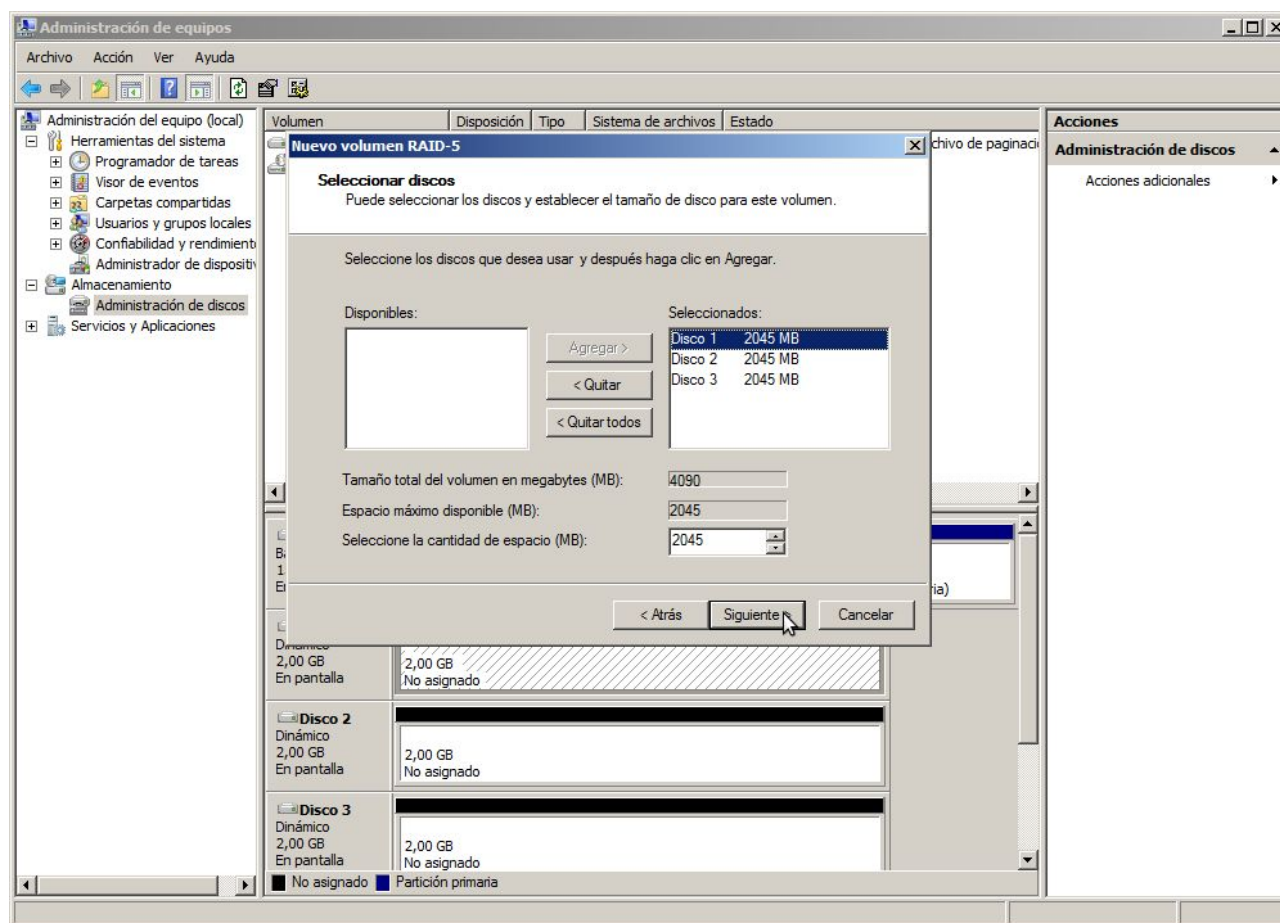 Administración de equipos
Archivo Acción Ver Ayuda
Administración del equipo (local)
Herramientas del sistema
Programador de tareas
Visor de eventos
Carpetas compartidas
Usuarios y grupos locales
Confiabilidad y rendimient
Administrador de dispositiv
Almacenamiento
Administración de discos
Servicios y Aplicaciones
Volumen Disposición Tipo Sistema de archivos Estado
chivo de paginaci
Nuevo volumen RAID-5
Seleccionar discos
Puede seleccionar los discos y establecer el tamaño de disco para este volumen.
Seleccione los discos que desea usar y después haga clic en Agregar.
Disponibles: Seleccionados:
Agregar >
< Quitar
< Quitar todos
Disco 1 2045 MB
Disco 2 2045 MB
Disco 3 2045 MB
Tamaño total del volumen en megabytes (MB): 4090
Espacio máximo disponible (MB): 2045
Seleccione la cantidad de espacio (MB): 2045
< Atrás Siguiente > Cancelar
ia)
Dinámico
2,00 GB
En pantalla
2,00 GB
No asignado
Disco 2
Dinámico
2,00 GB
En pantalla
2,00 GB
No asignado
Disco 3
Dinámico
2,00 GB
En pantalla
2,00 GB
No asignado
No asignado Partición primaria
Acciones
Administración de discos
Acciones adicionales